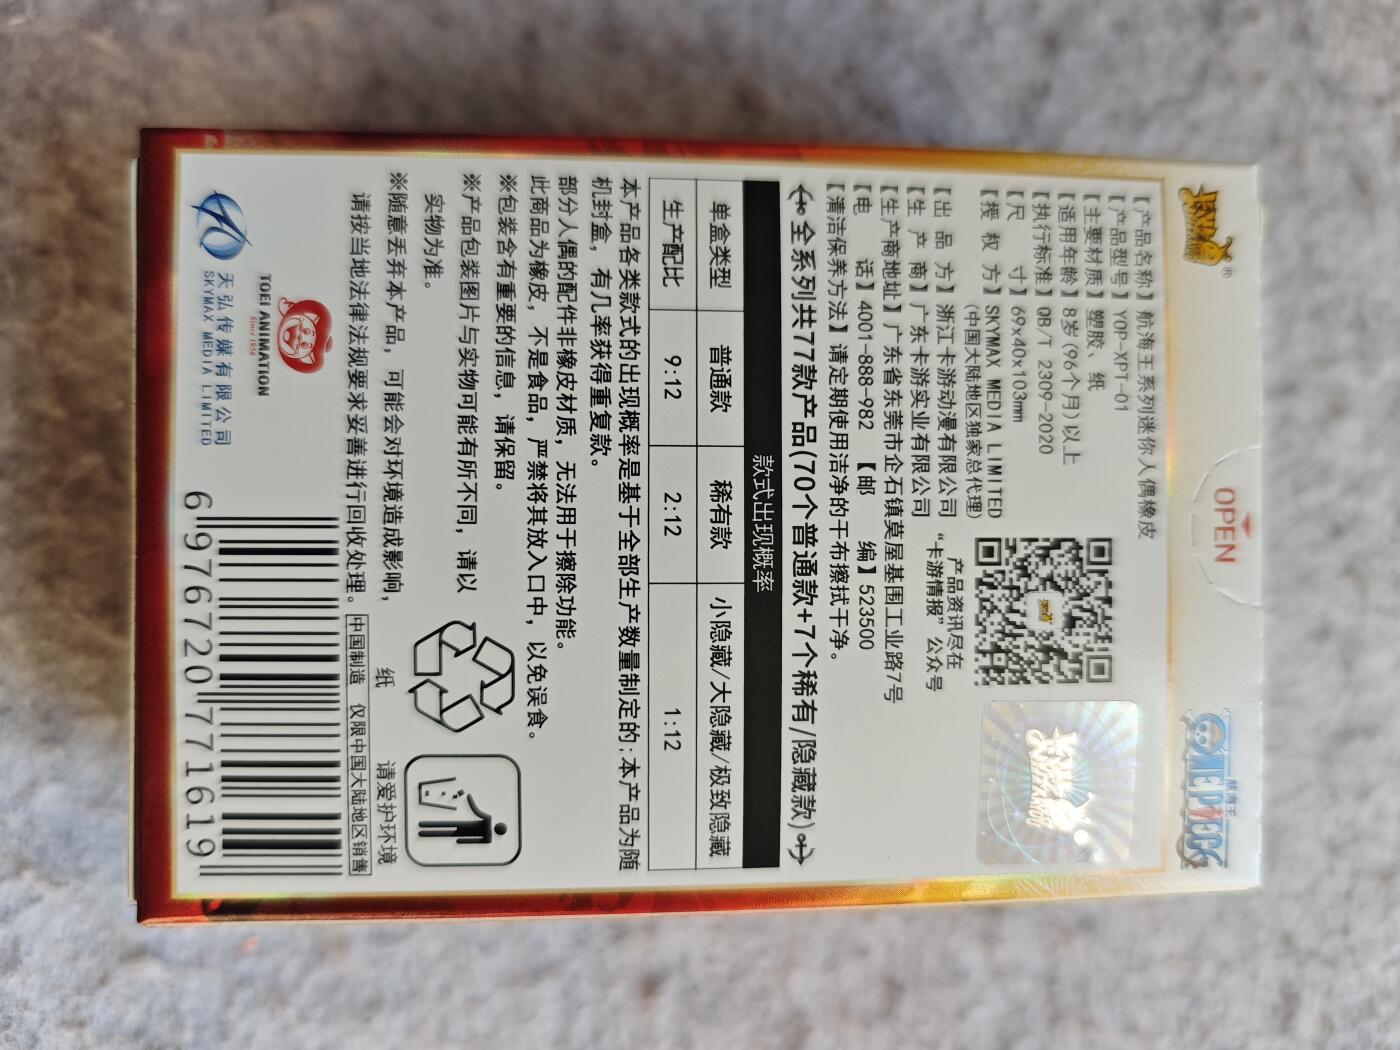 卡游
®
OPEN
航海王
ONE PIECE
【产品名称】航海王系列迷你人偶橡皮
【产品型号】YOP-XPT-01
【主要材质】塑胶、纸
【适用年龄】8岁(96个月)以上
【执行标准】QB/T 2309-2020
【尺 寸】69x40x103mm
【授 权 方】SKYMAX MEDIA LIMITED
(中国大陆地区独家总代理)
【出 品 方】浙江卡游动漫有限公司
【生 产 商】广东卡游实业有限公司
【生产商地址】广东省东莞市企石镇莫屋基围工业路7号
【电 话】4001-888-982 【邮 编】523500
【清洁保养方法】请定期使用洁净的干布擦拭干净。
产品资讯尽在
“卡游情报”公众号
全系列共77款产品(70个普通款+7个稀有/隐藏款)
款式出现概率
单盒类型 普通款 稀有款 小隐藏/大隐藏/极致隐藏
生产配比 9:12 2:12 1:12
本产品各类款式的出现概率是基于全部生产数量制定的;本产品为随
机封盒，有几率获得重复款。
部分人偶的配件非橡皮材质，无法用于擦除功能。
此商品为橡皮，不是食品，严禁将其放入口中，以免误食。
※包装含有重要的信息，请保留。
※产品包装图片与实物可能有所不同，请以
实物为准。
※随意丢弃本产品，可能会对环境造成影响，
请按当地法律法规要求妥善进行回收处理。
纸
请爱护环境
中国制造 仅限中国大陆地区销售
TOEI ANIMATION
Since 1956
天弘传媒有限公司
SKYMAX MEDIA LIMITED
6 976720 771619